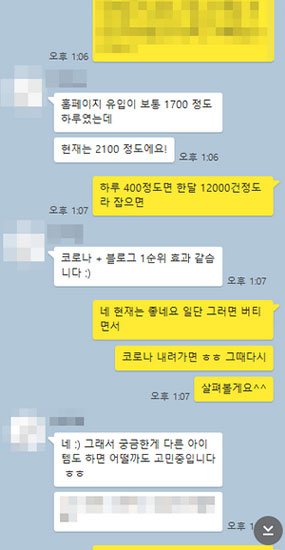 오후 1:06
홈페이지 유입이 보통 1700 정도
하루였는데
현재는 2100 정도에요!
오후 1:06
하루 400정도면 한달 12000건정도
라 잡으면
오후 1:07
코로나 + 블로그 1순위 효과 같습
니다 :)
오후 1:07
네 현재는 좋네요 일단 그러면 버티
면서
코로나 내려가면 ㅎㅎ 그때다시
살펴볼게요^^
오후 1:07
네 :) 그래서 궁금한게 다른 아이
템도 하면 어떨까도 고민중입니다
ㅎㅎ